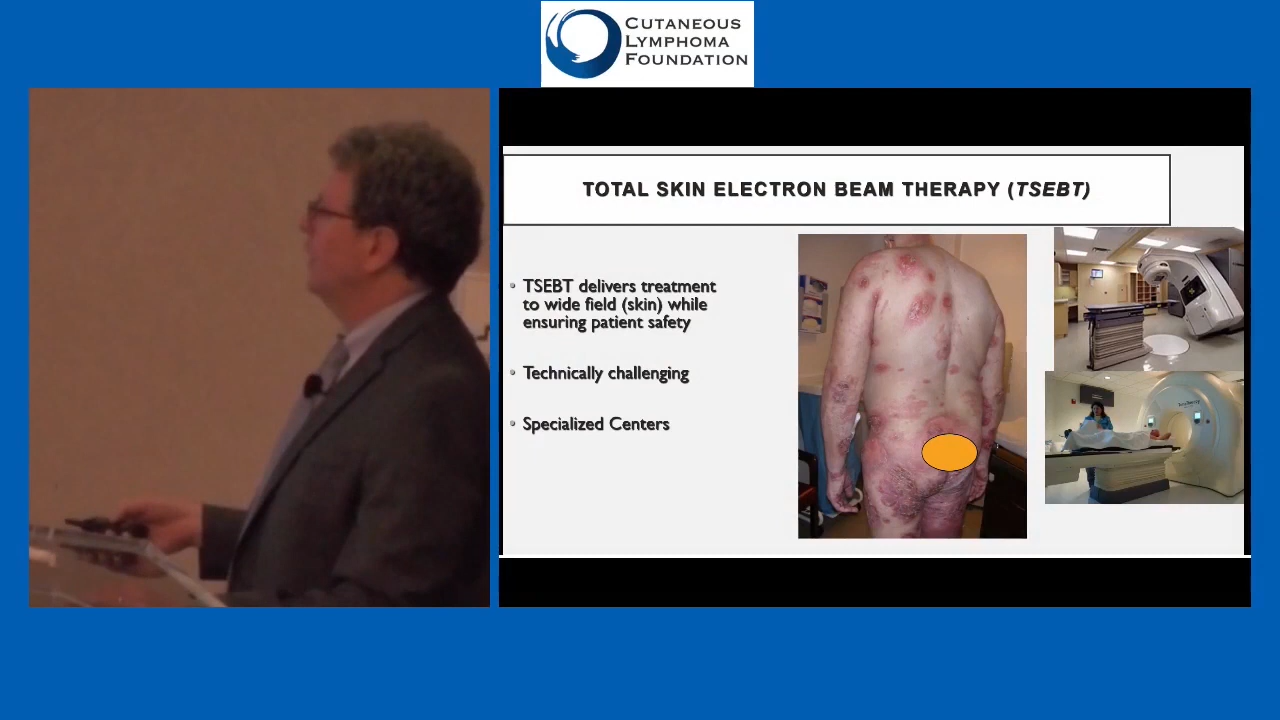 CUTANEOUS
LYMPHOMA
FOUNDATION
TOTAL SKIN ELECTRON BEAM THERAPY (TSEBT)
• TSEBT delivers treatment
to wide field (skin) while
ensuring patient safety
• Technically challenging
• Specialized Centers